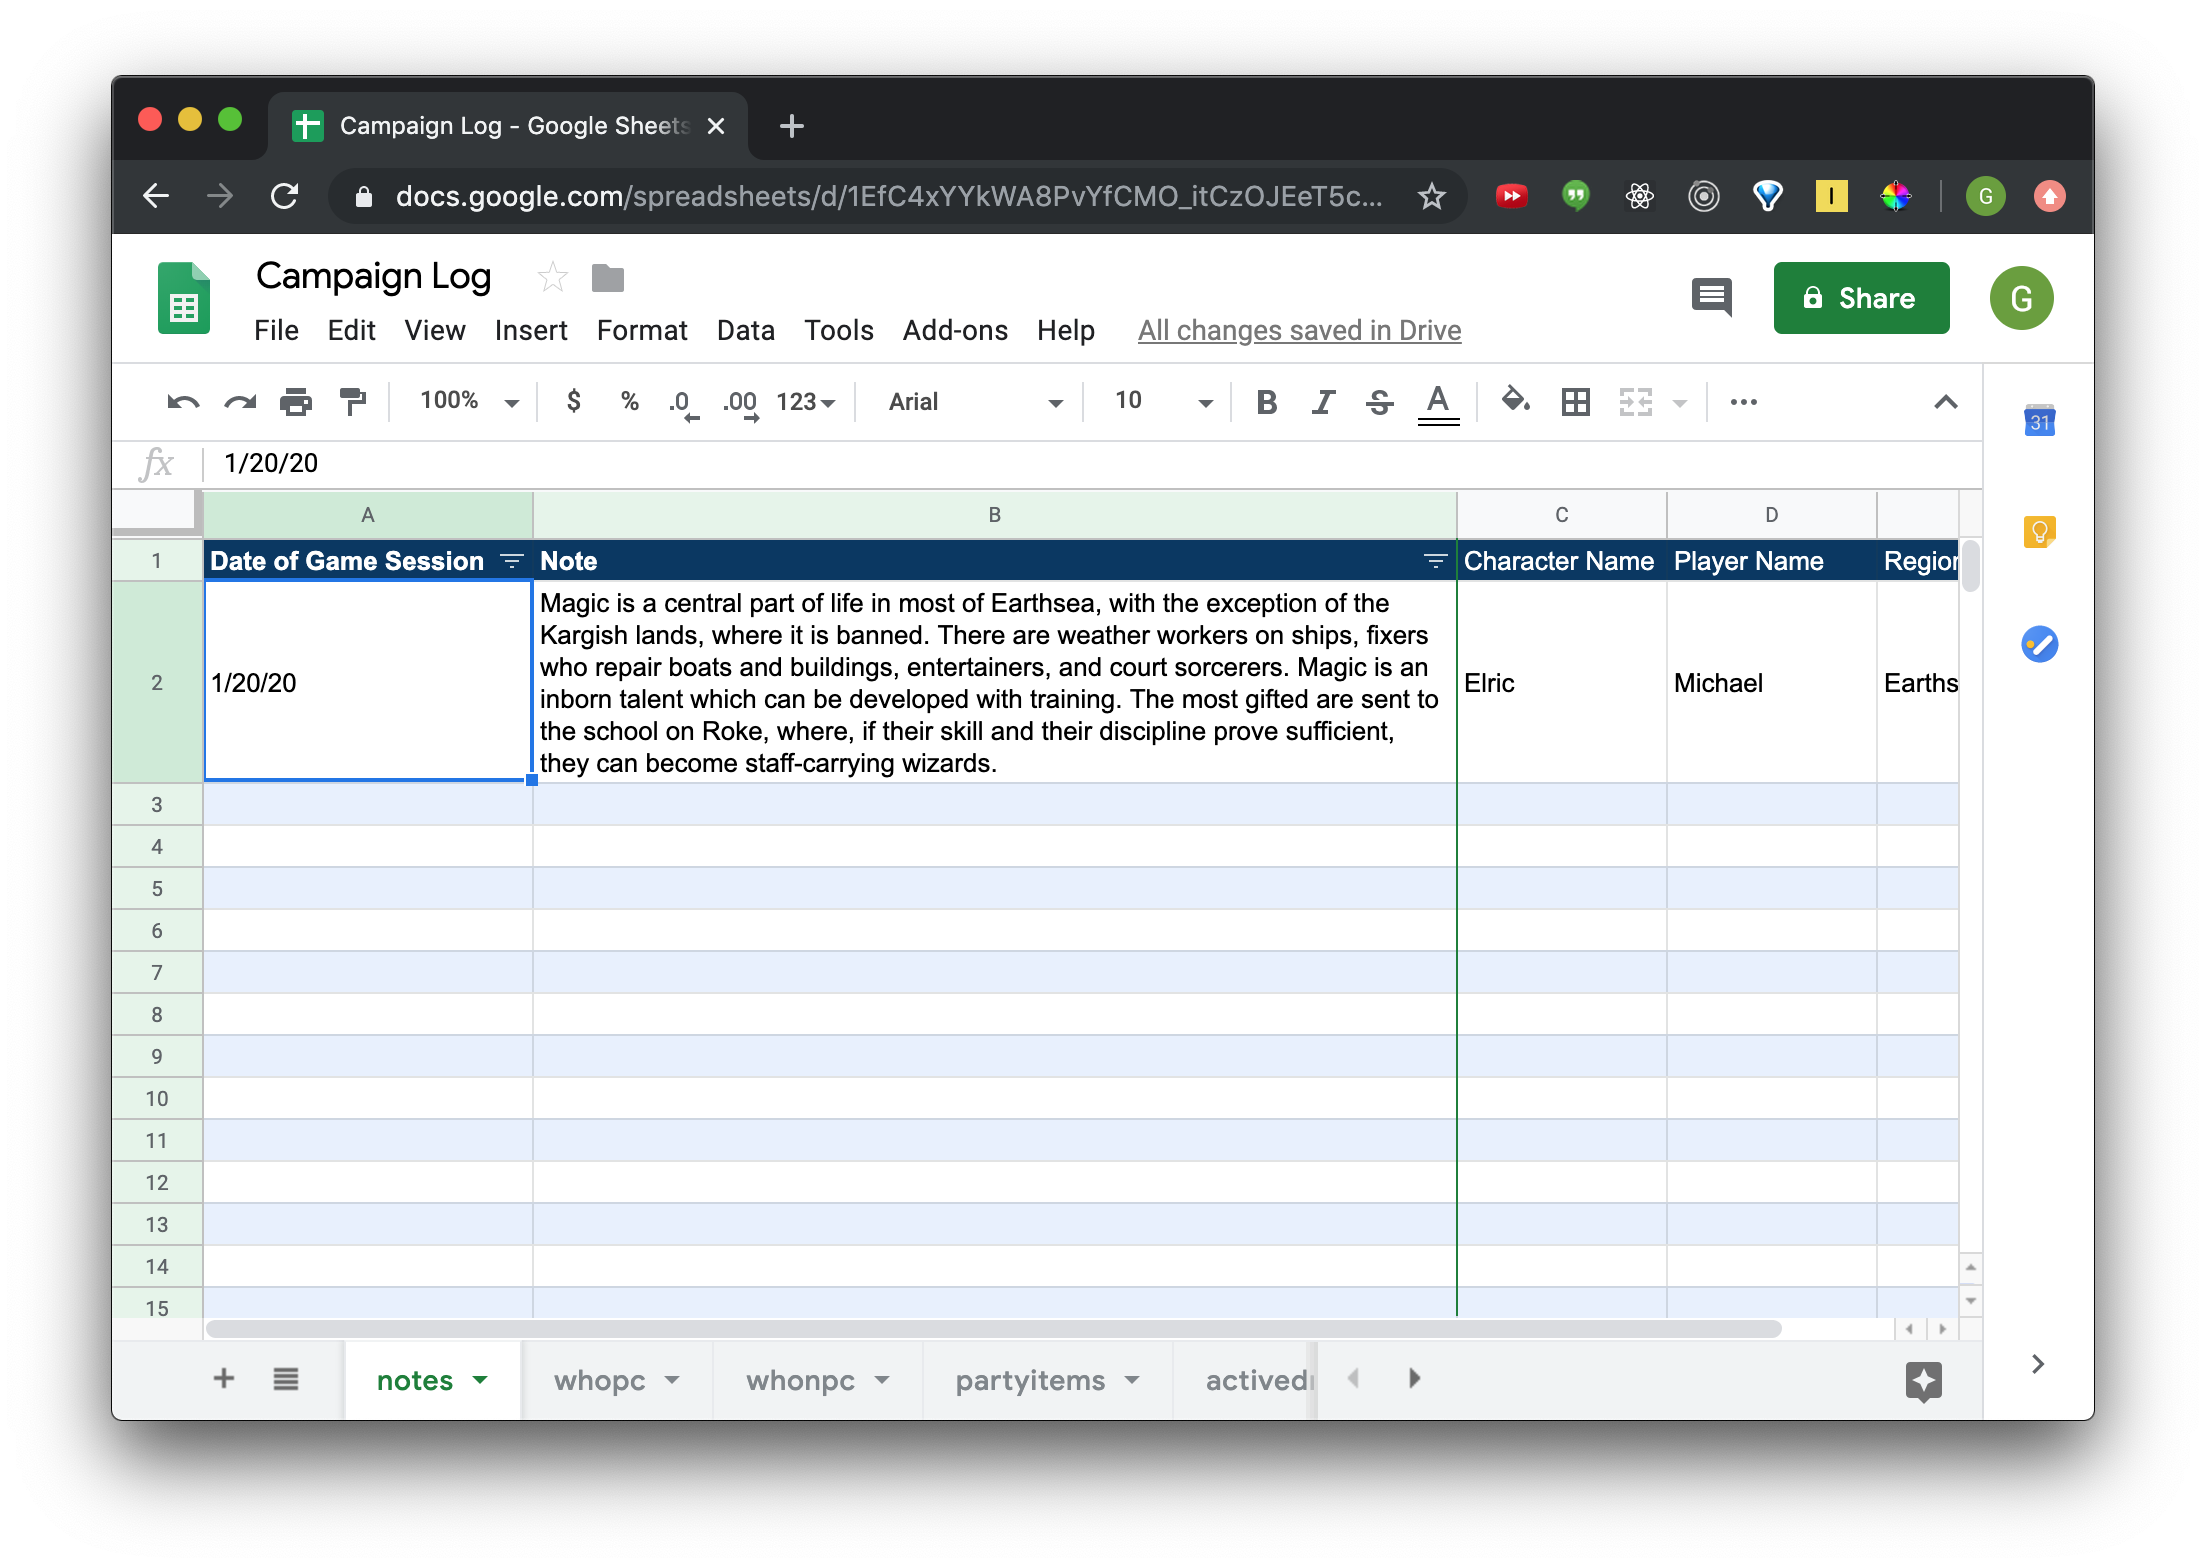 Campaign Log - Google Sheets
docs.google.com/spreadsheets/d/1EfC4xYYkWA8PvYfCMO_itCzOJEeT5c...
G
Campaign Log
File Edit View Insert Format Data Tools Add-ons Help All changes saved in Drive
Share
G
100% $ % .0 .00 123 Arial 10 B I S A
31
fx 1/20/20
A B C D
1 Date of Game Session Note Character Name Player Name Region
2 1/20/20
Magic is a central part of life in most of Earthsea, with the exception of the
Kargish lands, where it is banned. There are weather workers on ships, fixers
who repair boats and buildings, entertainers, and court sorcerers. Magic is an
inborn talent which can be developed with training. The most gifted are sent to
the school on Roke, where, if their skill and their discipline prove sufficient,
they can become staff-carrying wizards.
Elric Michael Earths
3
4
5
6
7
8
9
10
11
12
13
14
15
notes whopc whonpc partyitems actived